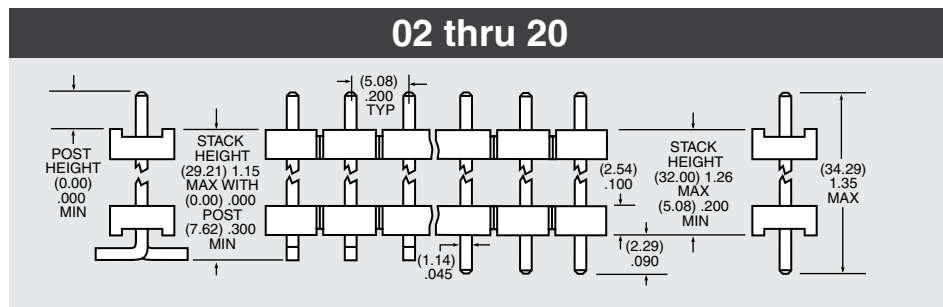 02 thru 20
POST
HEIGHT
(0.00)
.000
MIN
STACK
HEIGHT
(29.21) 1.15
MAX WITH
(0.00) .000
POST
(7.62) .300
MIN
(5.08)
.200
TYP
(1.14)
.045
(2.54)
.100
(2.29)
.090
STACK
HEIGHT
(32.00) 1.26
MAX
(5.08) .200
MIN
(34.29)
1.35
MAX